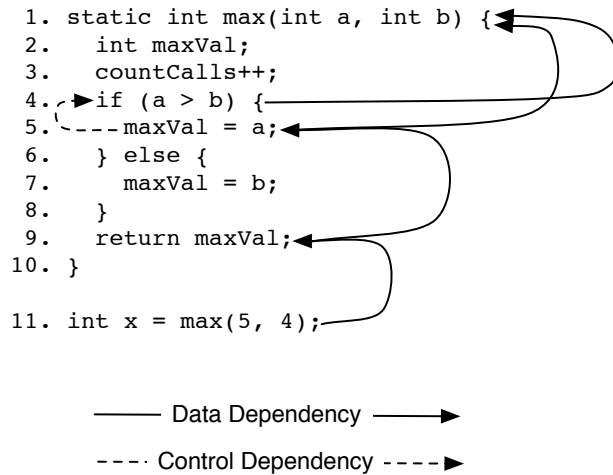 1. static int max(int a, int b) {
2. int maxVal;
3. countCalls++;
4. if (a > b) {
5. maxVal = a;
6. } else {
7. maxVal = b;
8. }
9. return maxVal;
10. }
11. int x = max(5, 4);
Data Dependency
Control Dependency